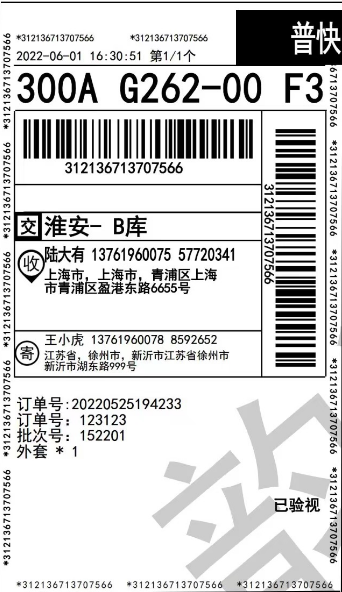 普快
*312136713707566 *312136713707566
2022-06-01 16:30:51 第1/1个
300A G262-00 F3
312136713707566
312136713707566
交 淮安- B库
收
陆大有 13761960075 57720341
上海市, 上海市, 青浦区上海
市青浦区盈港东路6655号
寄
王小虎 13761960078 8592652
江苏省, 徐州市, 新沂市江苏省徐州市
新沂市湖东路999号
订单号:20220525194233
订单号: 123123
批次号: 152201
外套 * 1
已验视
韵
*312136713707566 *312136713707566 *312136713707566
*312136713707566 *312136713707566 *312136713707566 *312136713707566 *312136713707566
*312136713707566 *312136713707566 *312136713707566 *312136713707566